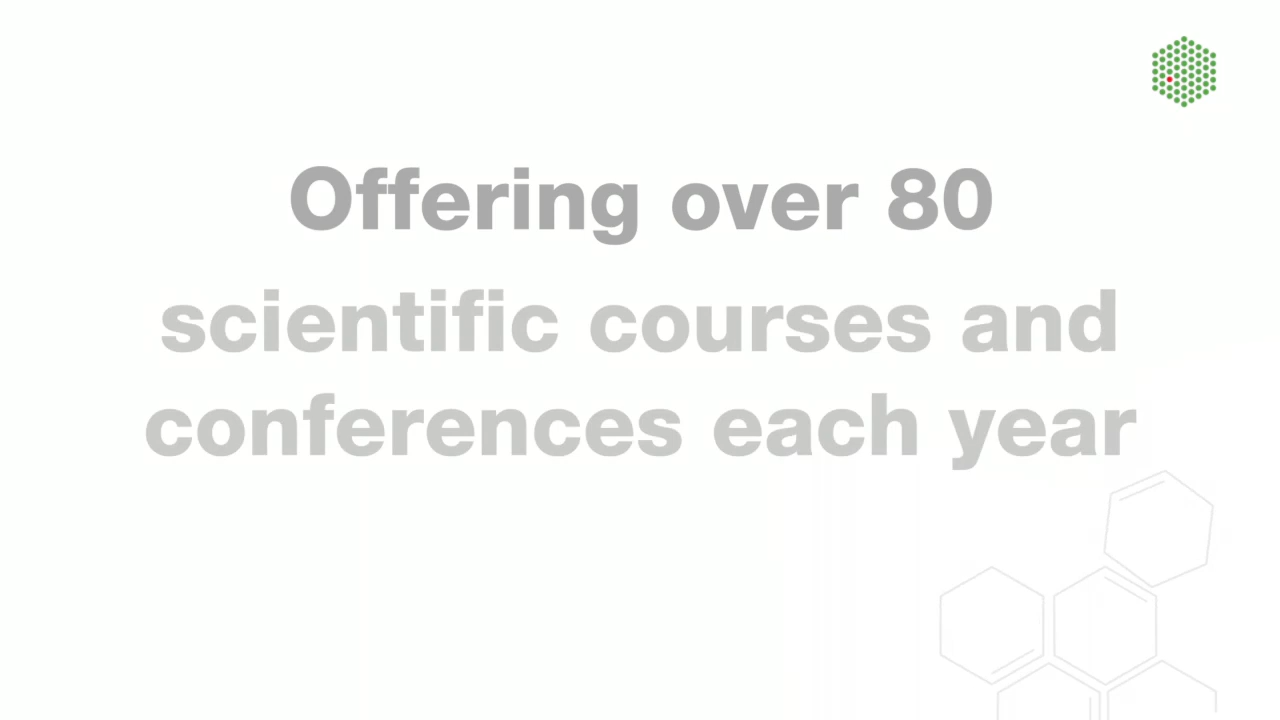 Offering over 80
scientific courses and
conferences each year